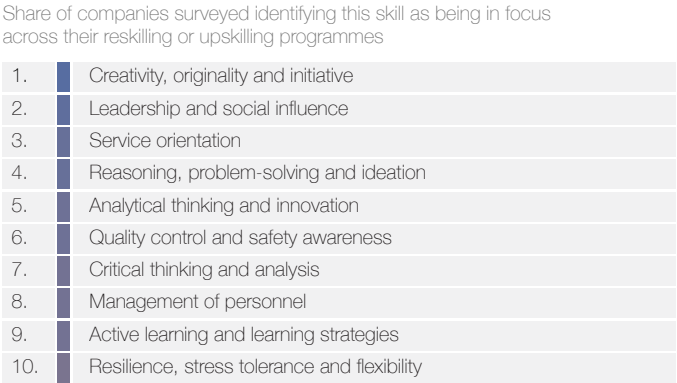 Share of companies surveyed identifying this skill as being in focus
across their reskilling or upskilling programmes
1. Creativity, originality and initiative
2. Leadership and social influence
3. Service orientation
4. Reasoning, problem-solving and ideation
5. Analytical thinking and innovation
6. Quality control and safety awareness
7. Critical thinking and analysis
8. Management of personnel
9. Active learning and learning strategies
10. Resilience, stress tolerance and flexibility